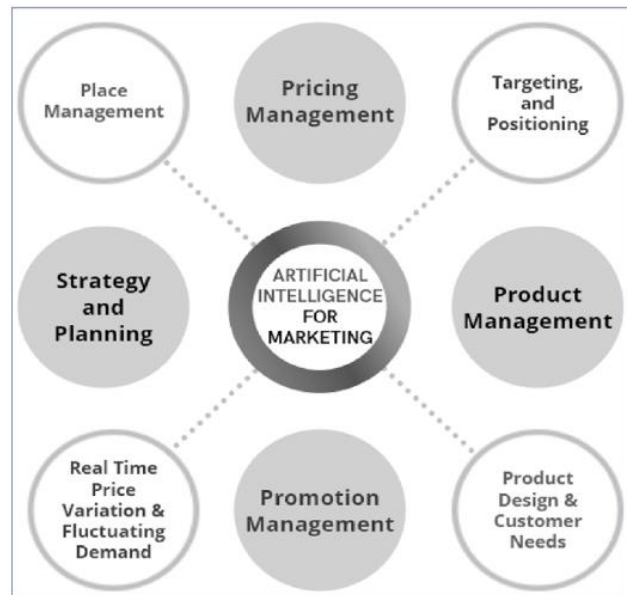 Place
Management
Pricing
Management
Targeting,
and
Positioning
Strategy
and
Planning
ARTIFICIAL
INTELLIGENCE
FOR
MARKETING
Product
Management
Real Time
Price
Variation &
Fluctuating
Demand
Promotion
Management
Product
Design &
Customer
Needs